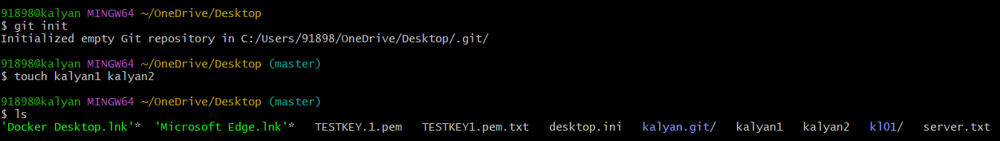 91898@kalyan MINGW64 ~/OneDrive/Desktop
$ git init
Initialized empty Git repository in C:/Users/91898/OneDrive/Desktop/.git/
91898@kalyan MINGW64 ~/OneDrive/Desktop (master)
$ touch kalyan1 kalyan2
91898@kalyan MINGW64 ~/OneDrive/Desktop (master)
$ ls
'Docker Desktop.lnk'*  'Microsoft Edge.lnk'*   TESTKEY.1.pem   TESTKEY1.pem.txt   desktop.ini   kalyan.git/   kalyan1   kalyan2   kl01/   server.txt